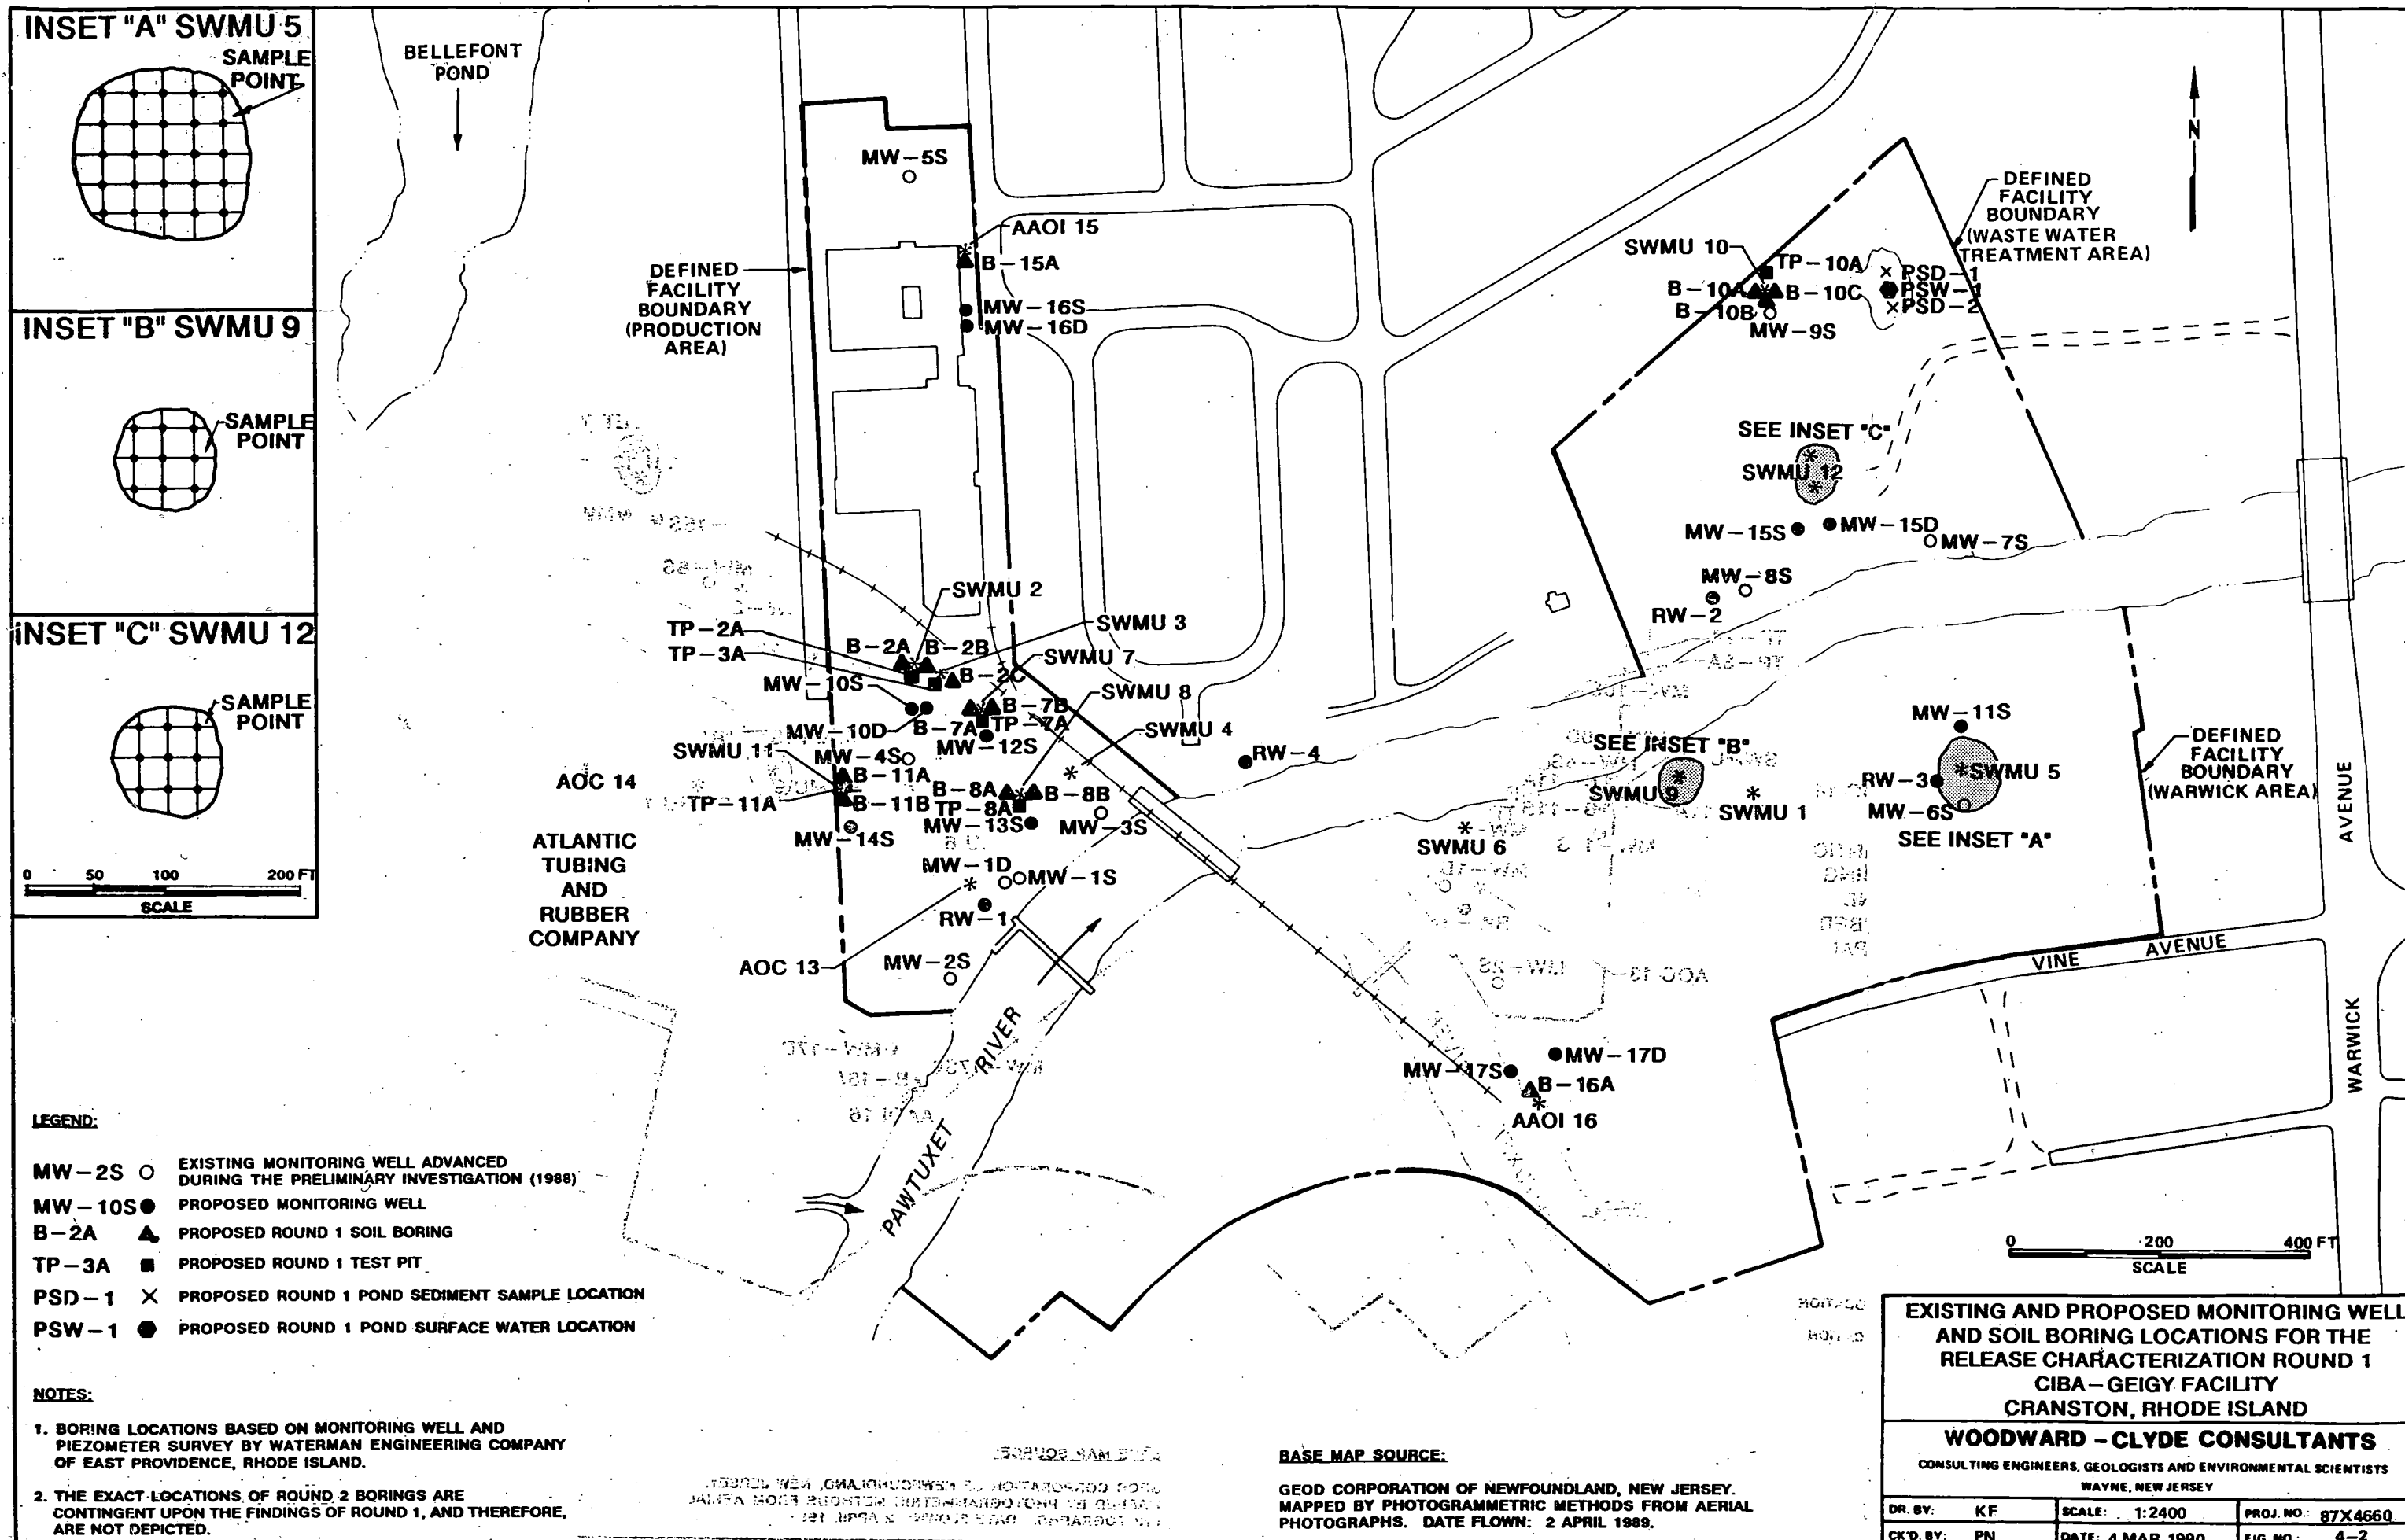 INSET "A" SWMU 5
SAMPLE
POINT
INSET "B" SWMU 9
SAMPLE
POINT
INSET "C" SWMU 12
SAMPLE
POINT
0 50 100 200 FT
SCALE
BELLEFONT
POND
MW-5S
AAOI 15
B-15A
DEFINED
FACILITY
BOUNDARY
(PRODUCTION
AREA)
MW-16S
MW-16D
N
DEFINED
FACILITY
BOUNDARY
(WASTE WATER
TREATMENT AREA)
SWMU 10
TP-10A
PSD-1
B-10A
B-10C
PSW-1
B-10B
PSD-2
MW-9S
SEE INSET "C"
SWMU 12
MW-15S
MW-15D
MW-7S
MW-8S
RW-2
SWMU 2
TP-2A
SWMU 3
B-2A
B-2B
TP-3A
SWMU 7
B-2C
MW-10S
SWMU 8
B-7B
MW-10D
B-7A
TP-7A
SWMU 4
MW-12S
SWMU 11
MW-4S
RW-4
AOC 14
B-11A
B-8A
B-8B
TP-11A
B-11B
TP-8A
MW-14S
MW-13S
MW-3S
SEE INSET "B"
SWMU 9
SWMU 1
SWMU 6
MW-11S
RW-3
SWMU 5
MW-6S
SEE INSET "A"
DEFINED
FACILITY
BOUNDARY
(WARWICK AREA)
ATLANTIC
TUBING
AND
RUBBER
COMPANY
MW-1D
MW-1S
RW-1
AOC 13
MW-2S
PAWTUXET RIVER
VINE AVENUE
WARWICK AVENUE
MW-17D
MW-17S
B-16A
AAOI 16
0 200 400 FT
SCALE
LEGEND:
MW-2S EXISTING MONITORING WELL ADVANCED
DURING THE PRELIMINARY INVESTIGATION (1988)
MW-10S PROPOSED MONITORING WELL
B-2A PROPOSED ROUND 1 SOIL BORING
TP-3A PROPOSED ROUND 1 TEST PIT
PSD-1 PROPOSED ROUND 1 POND SEDIMENT SAMPLE LOCATION
PSW-1 PROPOSED ROUND 1 POND SURFACE WATER LOCATION
NOTES:
1. BORING LOCATIONS BASED ON MONITORING WELL AND
PIEZOMETER SURVEY BY WATERMAN ENGINEERING COMPANY
OF EAST PROVIDENCE, RHODE ISLAND.
2. THE EXACT LOCATIONS OF ROUND 2 BORINGS ARE
CONTINGENT UPON THE FINDINGS OF ROUND 1, AND THEREFORE,
ARE NOT DEPICTED.
BASE MAP SOURCE:
GEOD CORPORATION OF NEWFOUNDLAND, NEW JERSEY.
MAPPED BY PHOTOGRAMMETRIC METHODS FROM AERIAL
PHOTOGRAPHS. DATE FLOWN: 2 APRIL 1989.
EXISTING AND PROPOSED MONITORING WELL
AND SOIL BORING LOCATIONS FOR THE
RELEASE CHARACTERIZATION ROUND 1
CIBA-GEIGY FACILITY
CRANSTON, RHODE ISLAND
WOODWARD-CLYDE CONSULTANTS
CONSULTING ENGINEERS, GEOLOGISTS AND ENVIRONMENTAL SCIENTISTS
WAYNE, NEW JERSEY
DR. BY: KF SCALE: 1:2400 PROJ. NO.: 87X4660
CK'D. BY: PN DATE: 4 MAR 1990 FIG. NO.: 4-2